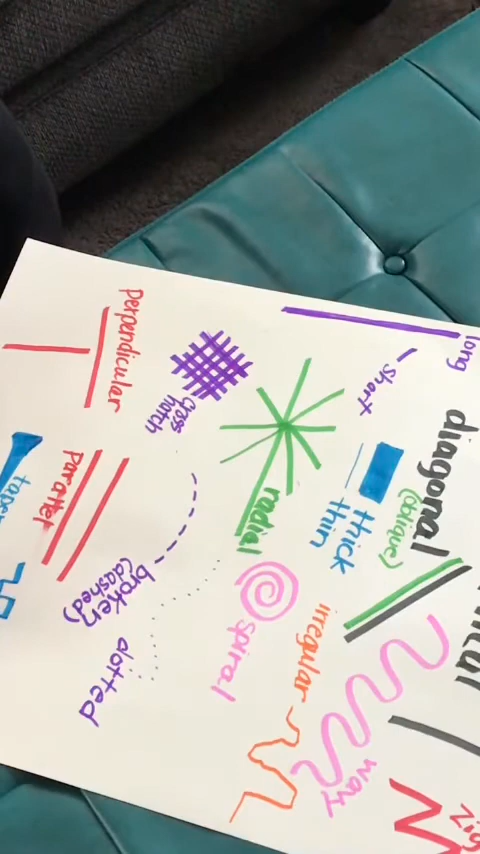 long
short
diagonal
(oblique)
thick
thin
radial
cross
hatch
perpendicular
parallel
wavy
irregular
spiral
broken
(dashed)
dotted